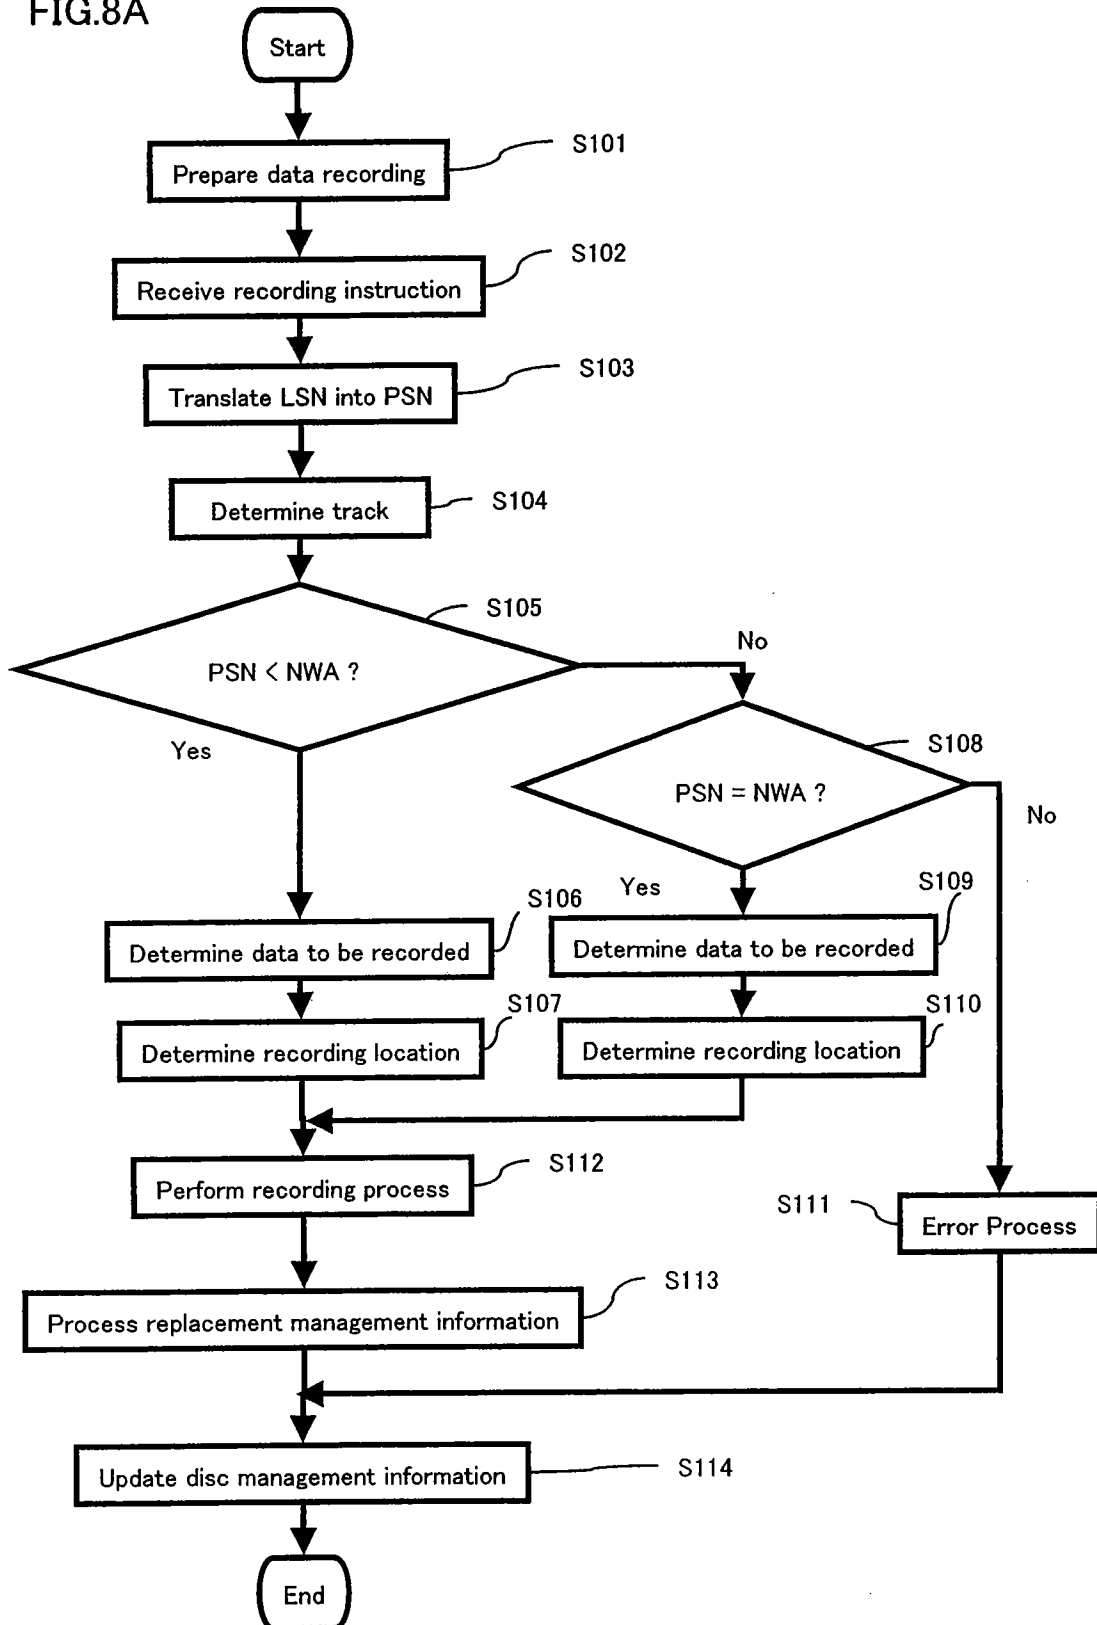 FIG.8A
Start
S101
Prepare data recording
S102
Receive recording instruction
S103
Translate LSN into PSN
S104
Determine track
S105
PSN < NWA ?
No
Yes
S108
PSN = NWA ?
No
Yes
S106
Determine data to be recorded
S109
Determine data to be recorded
S107
Determine recording location
S110
Determine recording location
S112
Perform recording process
S111
Error Process
S113
Process replacement management information
S114
Update disc management information
End